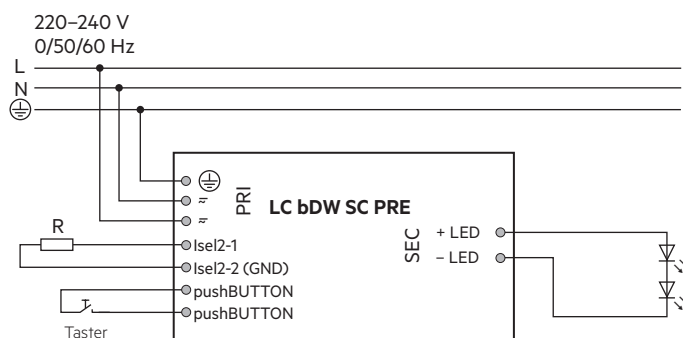 220–240 V
0/50/60 Hz
L
N
PRI
LC bDW SC PRE
R
Isel2-1
Isel2-2 (GND)
pushBUTTON
pushBUTTON
Taster
SEC
+ LED
– LED